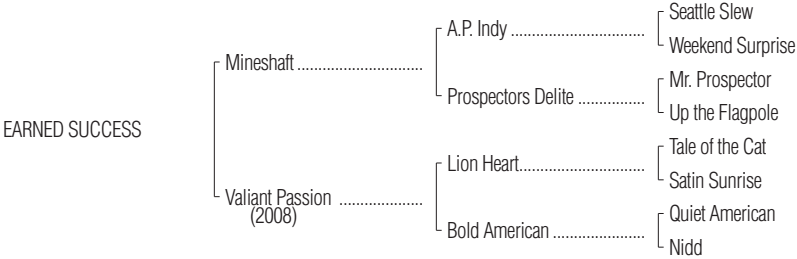 Seattle Slew
A.P. Indy ................................
Weekend Surprise
Mineshaft ..............................
Mr. Prospector
Prospectors Delite ................
Up the Flagpole
EARNED SUCCESS
Tale of the Cat
Lion Heart..............................
Satin Sunrise
Valiant Passion ....................
(2008)
Quiet American
Bold American ......................
Nidd